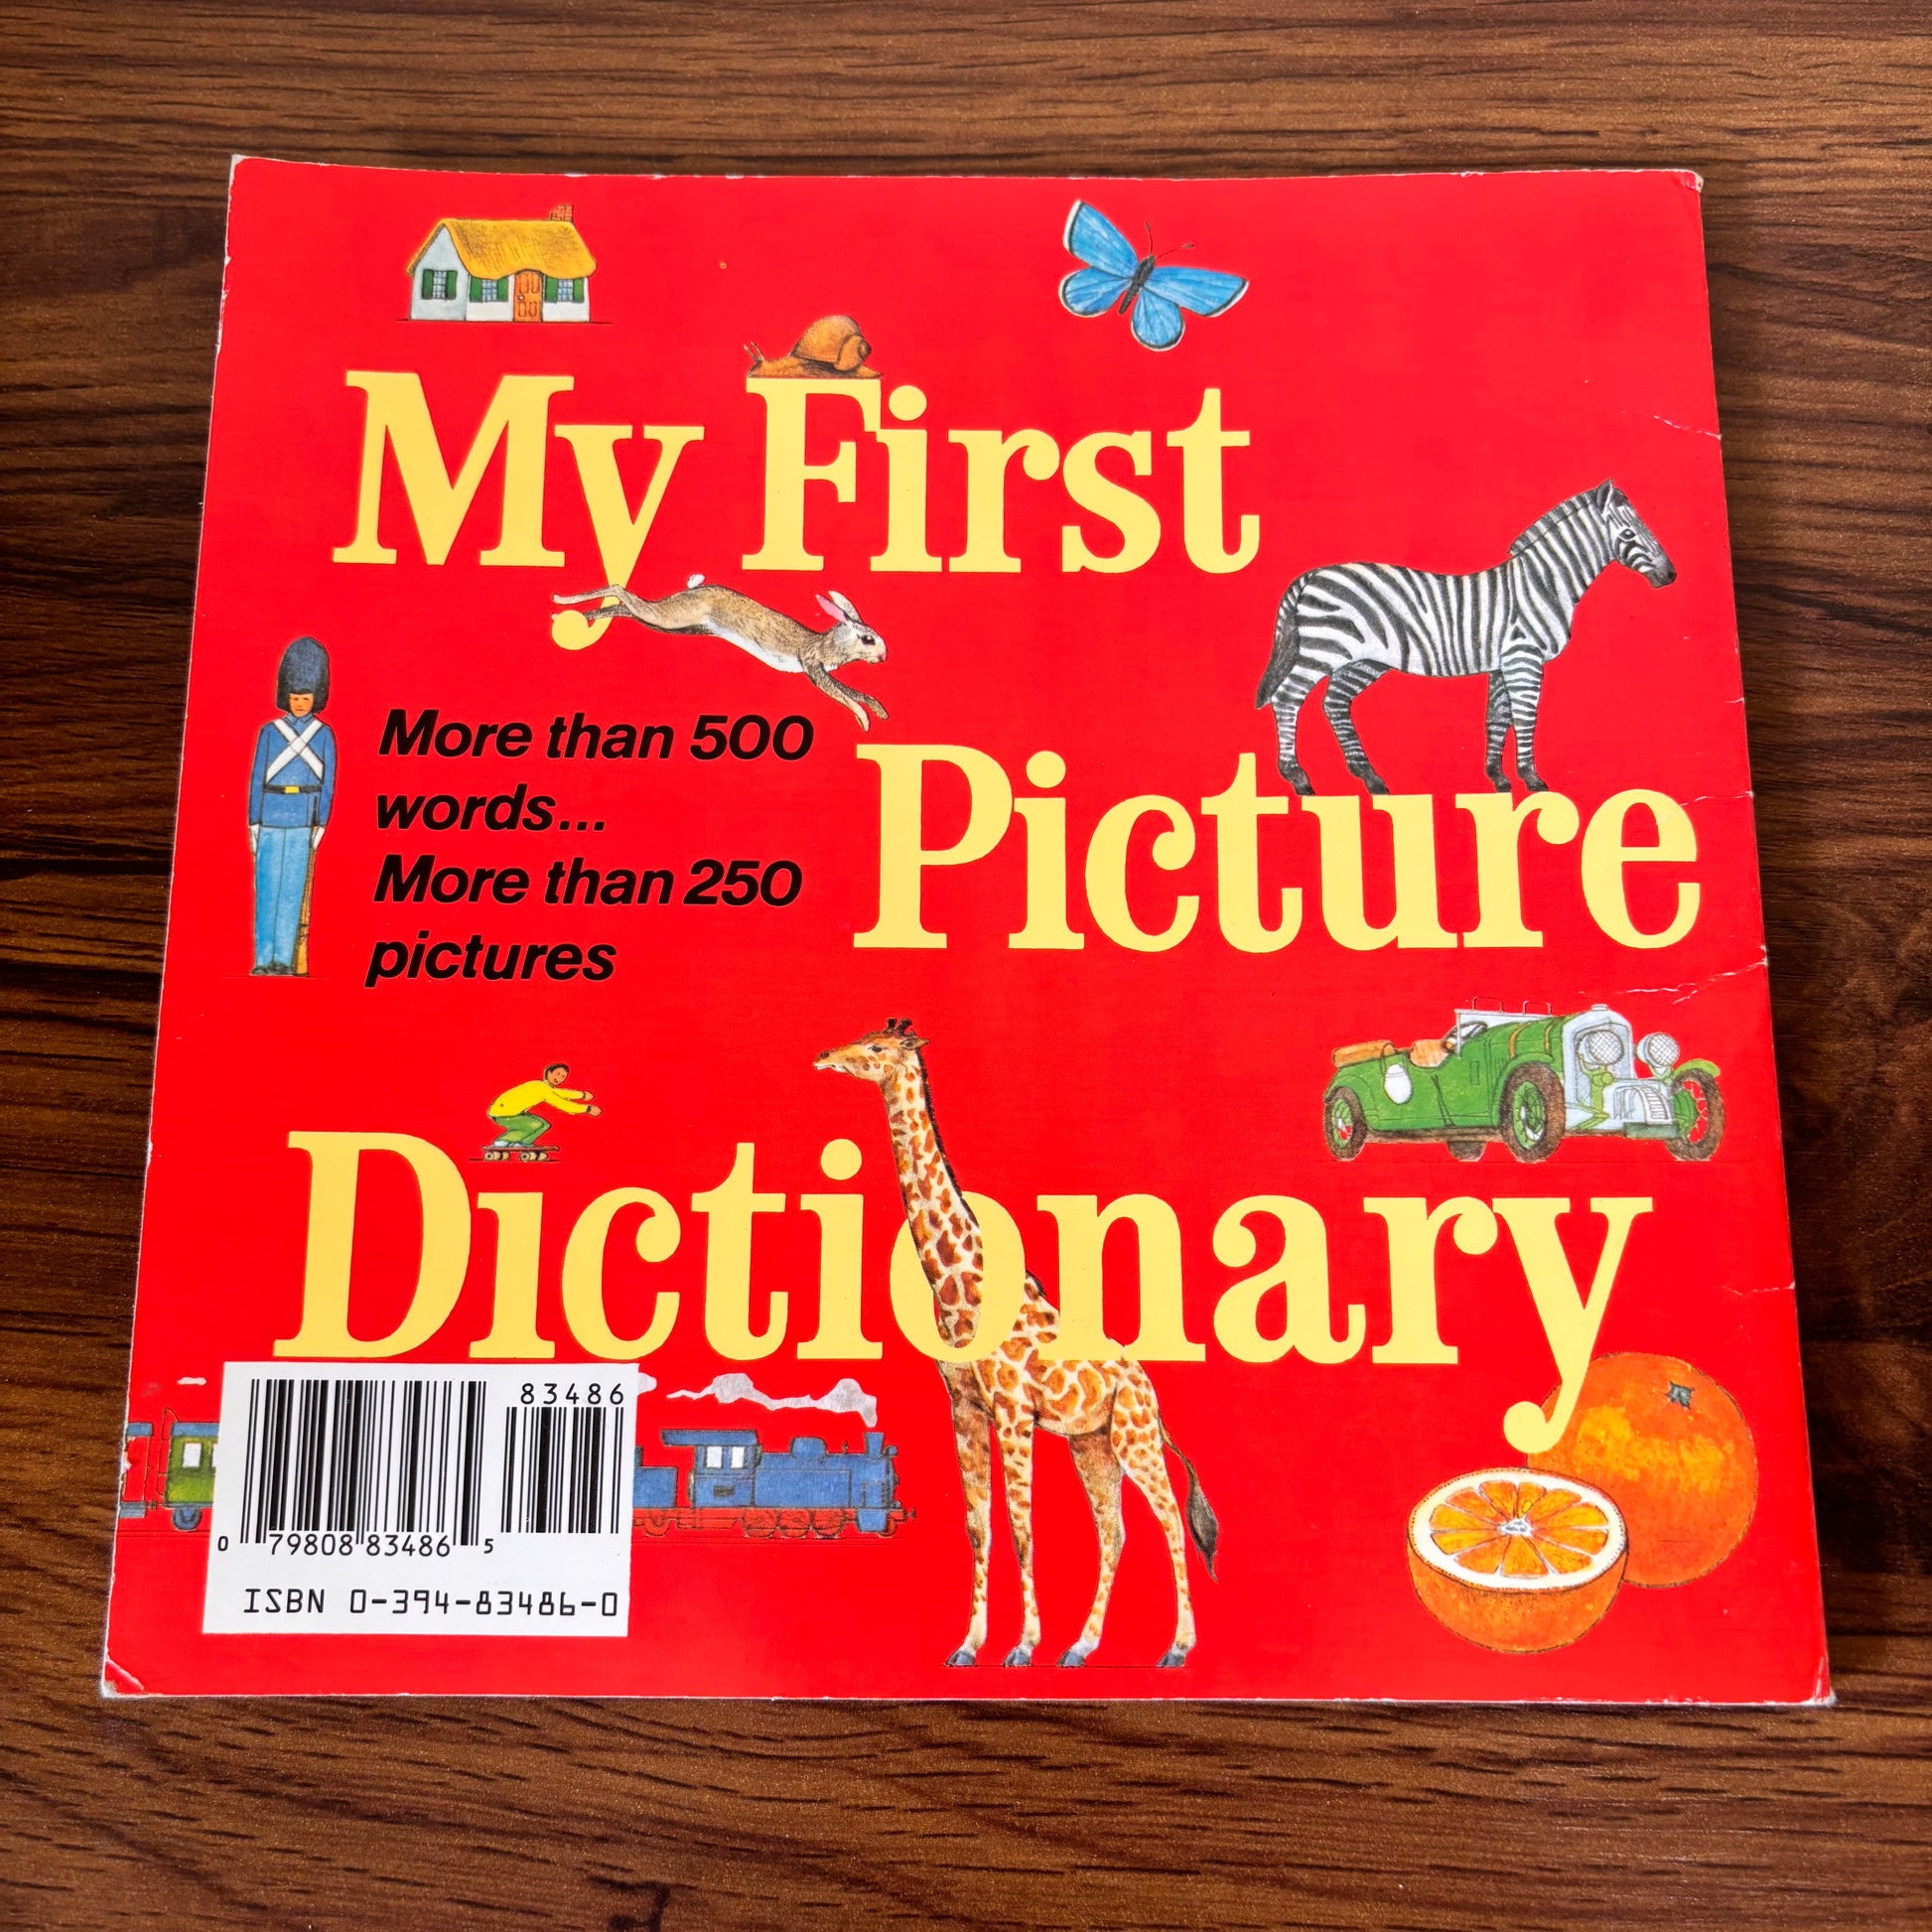 My First
More than 500
words...
More than 250
pictures
Picture
Dictionary
83486
0 79808 83486 5
ISBN 0-394-83486-0